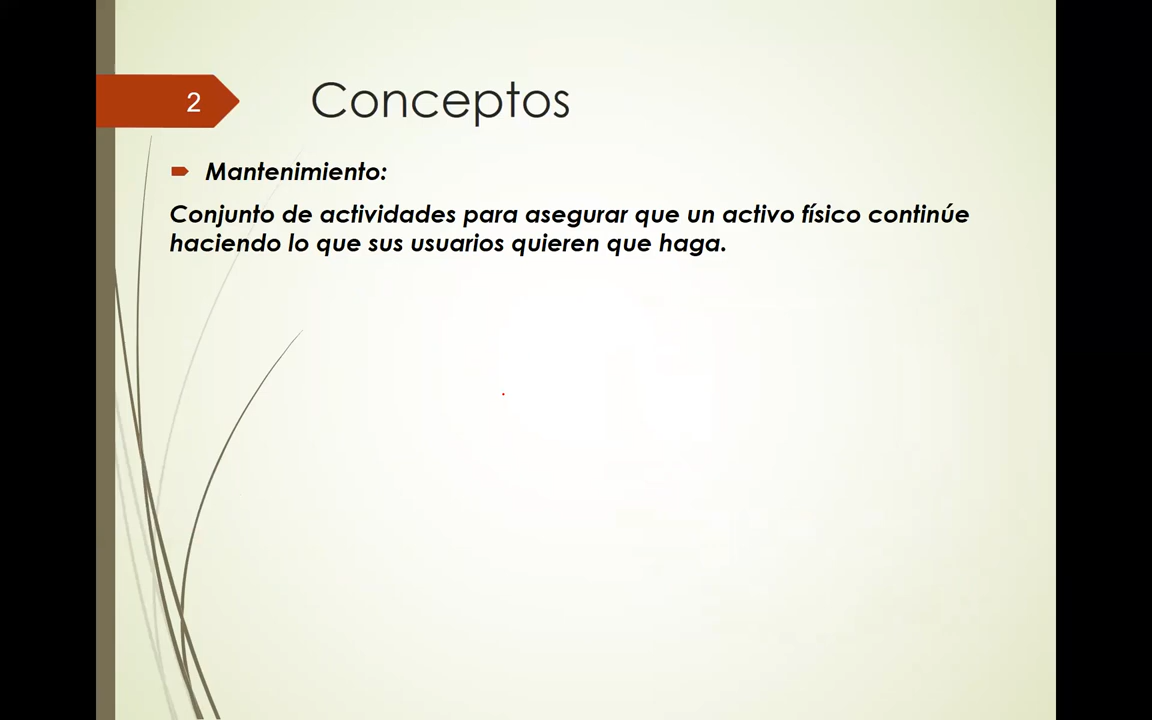 2
Conceptos
Mantenimiento:
Conjunto de actividades para asegurar que un activo físico continúe
haciendo lo que sus usuarios quieren que haga.